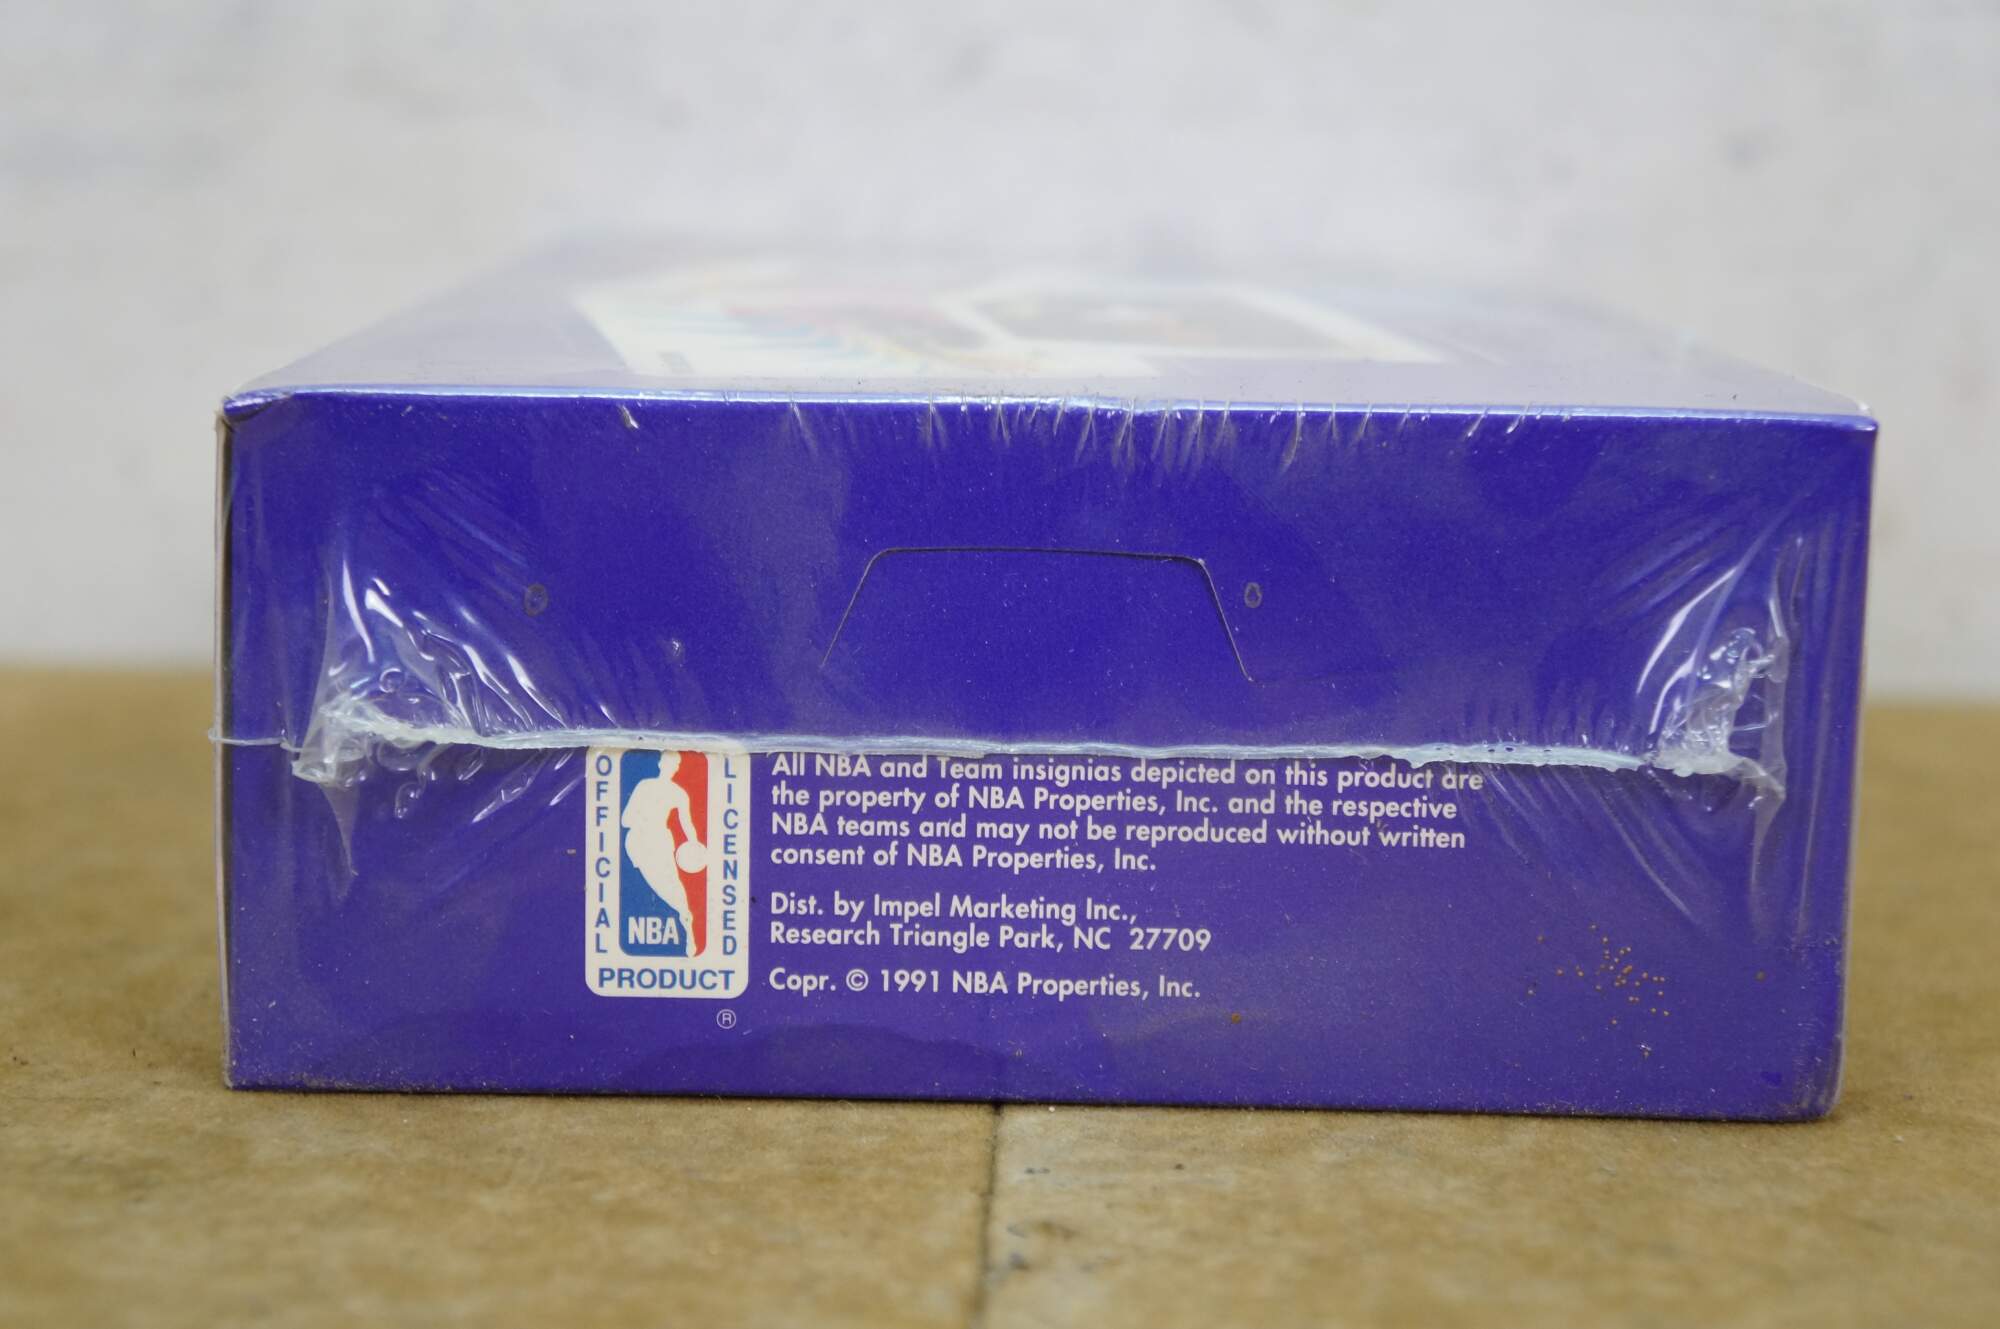 OFFICIAL
LICENSED
NBA
PRODUCT
®
All NBA and Team insignias depicted on this product are
the property of NBA Properties, Inc. and the respective
NBA teams and may not be reproduced without written
consent of NBA Properties, Inc.
Dist. by Impel Marketing Inc.,
Research Triangle Park, NC 27709
Copr. © 1991 NBA Properties, Inc.